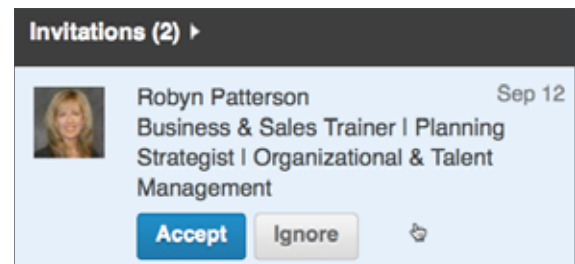 Invitations (2)
Robyn Patterson Sep 12
Business & Sales Trainer | Planning
Strategist | Organizational & Talent
Management
Accept Ignore